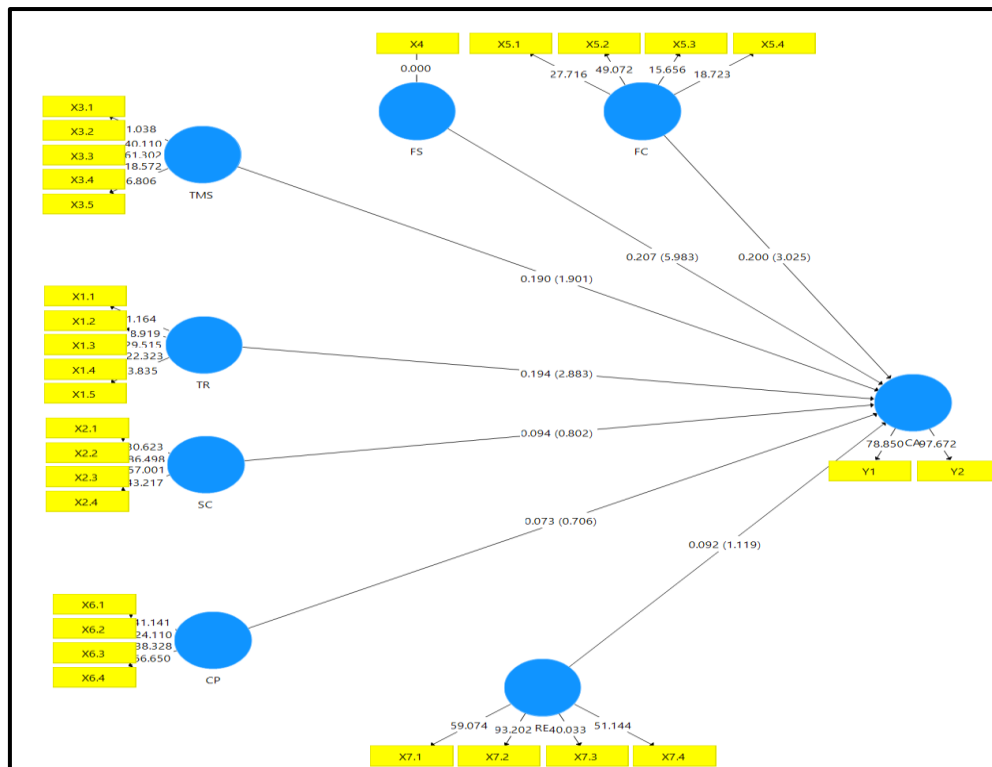 X4
X5.1
X5.2
X5.3
X5.4
0.000
27.716
49.072
15.656
18.723
FS
FC
X3.1
X3.2
X3.3
X3.4
X3.5
1.038
40.110
61.302
18.572
6.806
TMS
0.207 (5.983)
0.200 (3.025)
0.190 (1.901)
X1.1
X1.2
X1.3
X1.4
X1.5
1.164
8.919
29.515
22.323
3.835
TR
0.194 (2.883)
X2.1
X2.2
X2.3
X2.4
30.623
36.498
57.001
43.217
SC
0.094 (0.802)
78.850
CA
97.672
Y1
Y2
0.073 (0.706)
0.092 (1.119)
X6.1
X6.2
X6.3
X6.4
41.141
24.110
38.328
56.650
CP
59.074
93.202
RE
40.033
51.144
X7.1
X7.2
X7.3
X7.4